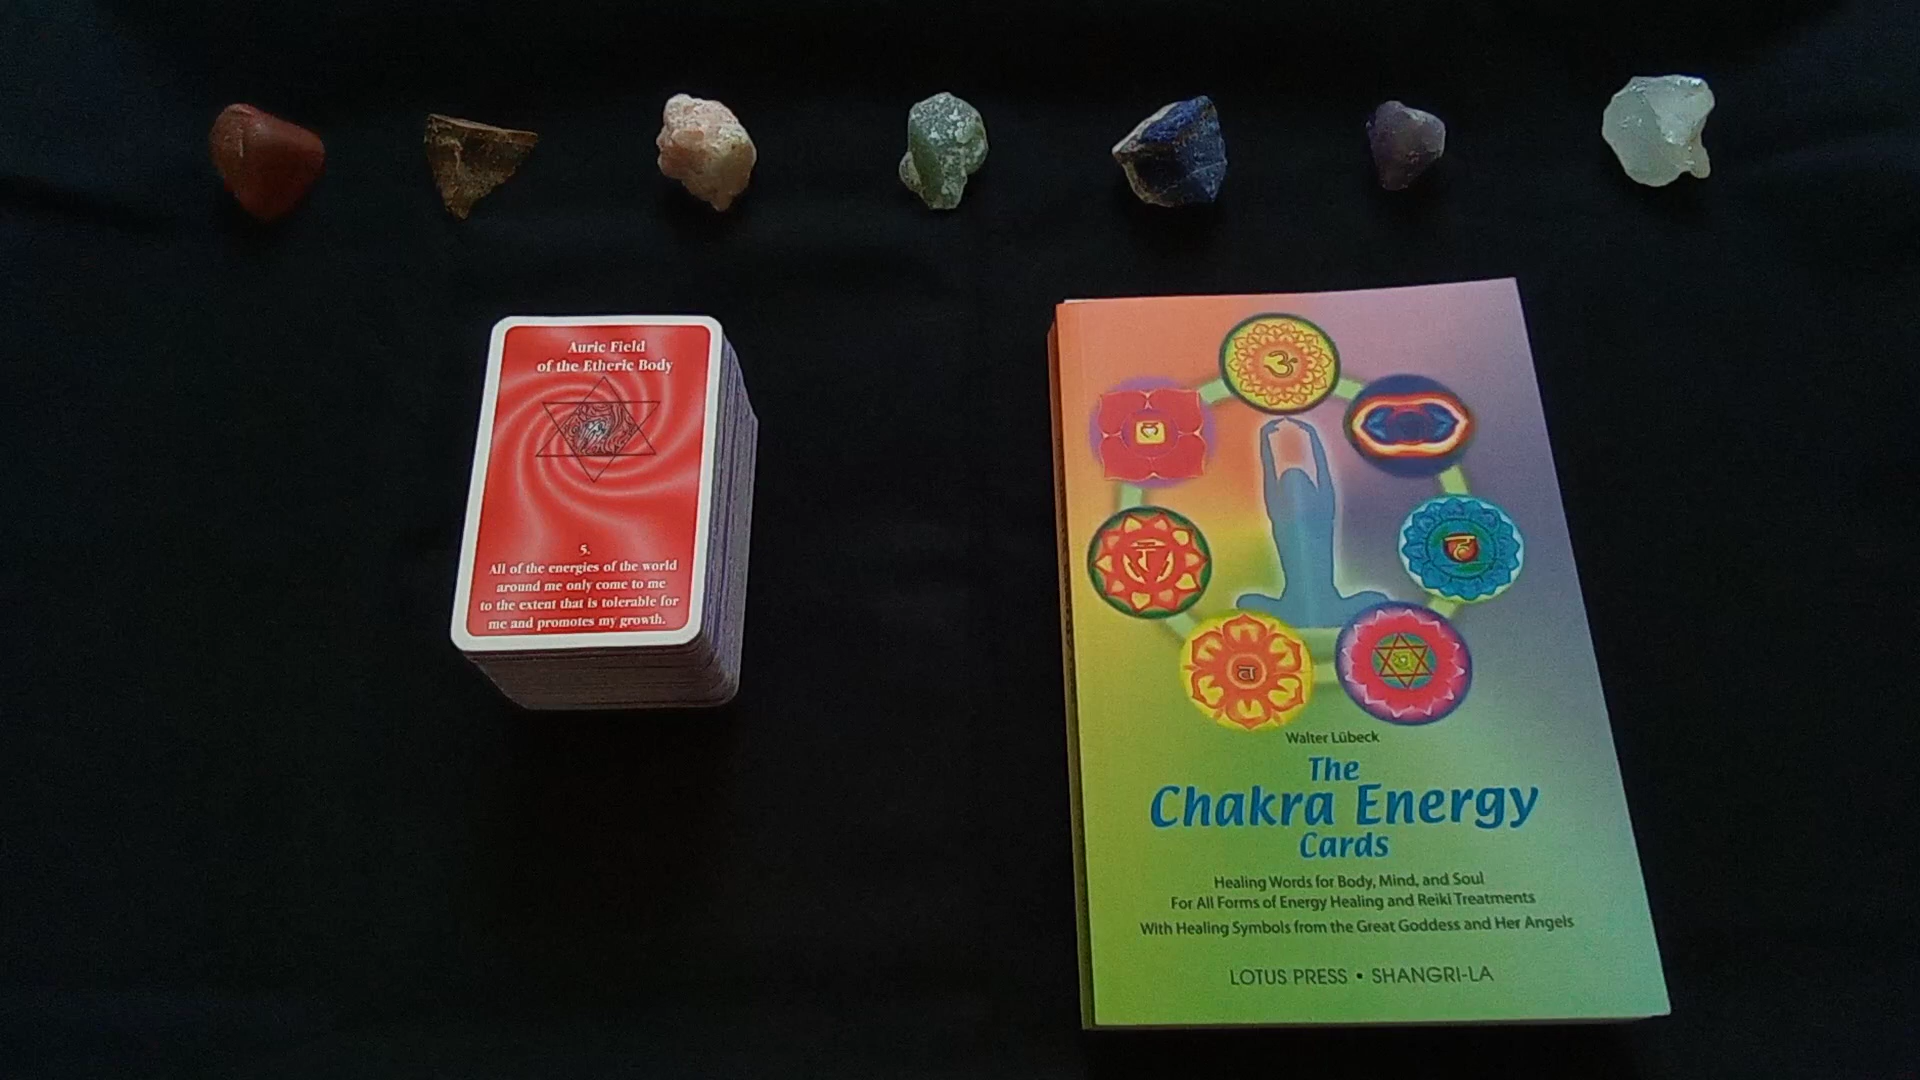 Auric Field
of the Etheric Body
5.
All of the energies of the world
around me only come to me
to the extent that is tolerable for
me and promotes my growth.
Walter Lübeck
The
Chakra Energy
Cards
Healing Words for Body, Mind, and Soul
For All Forms of Energy Healing and Reiki Treatments
With Healing Symbols from the Great Goddess and Her Angels
LOTUS PRESS • SHANGRI-LA